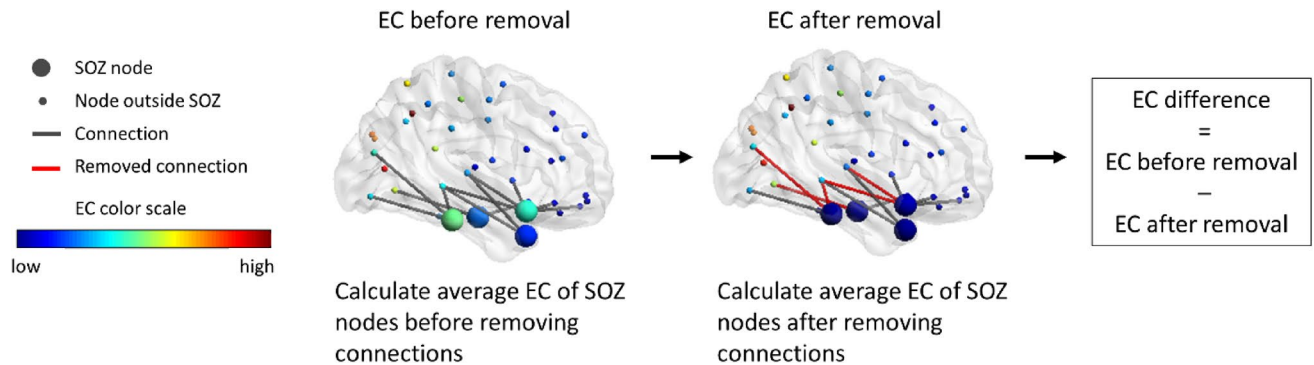 EC before removal
EC after removal
SOZ node
Node outside SOZ
Connection
Removed connection
EC color scale
low
high
Calculate average EC of SOZ
nodes before removing
connections
Calculate average EC of SOZ
nodes after removing
connections
EC difference
=
EC before removal
–
EC after removal